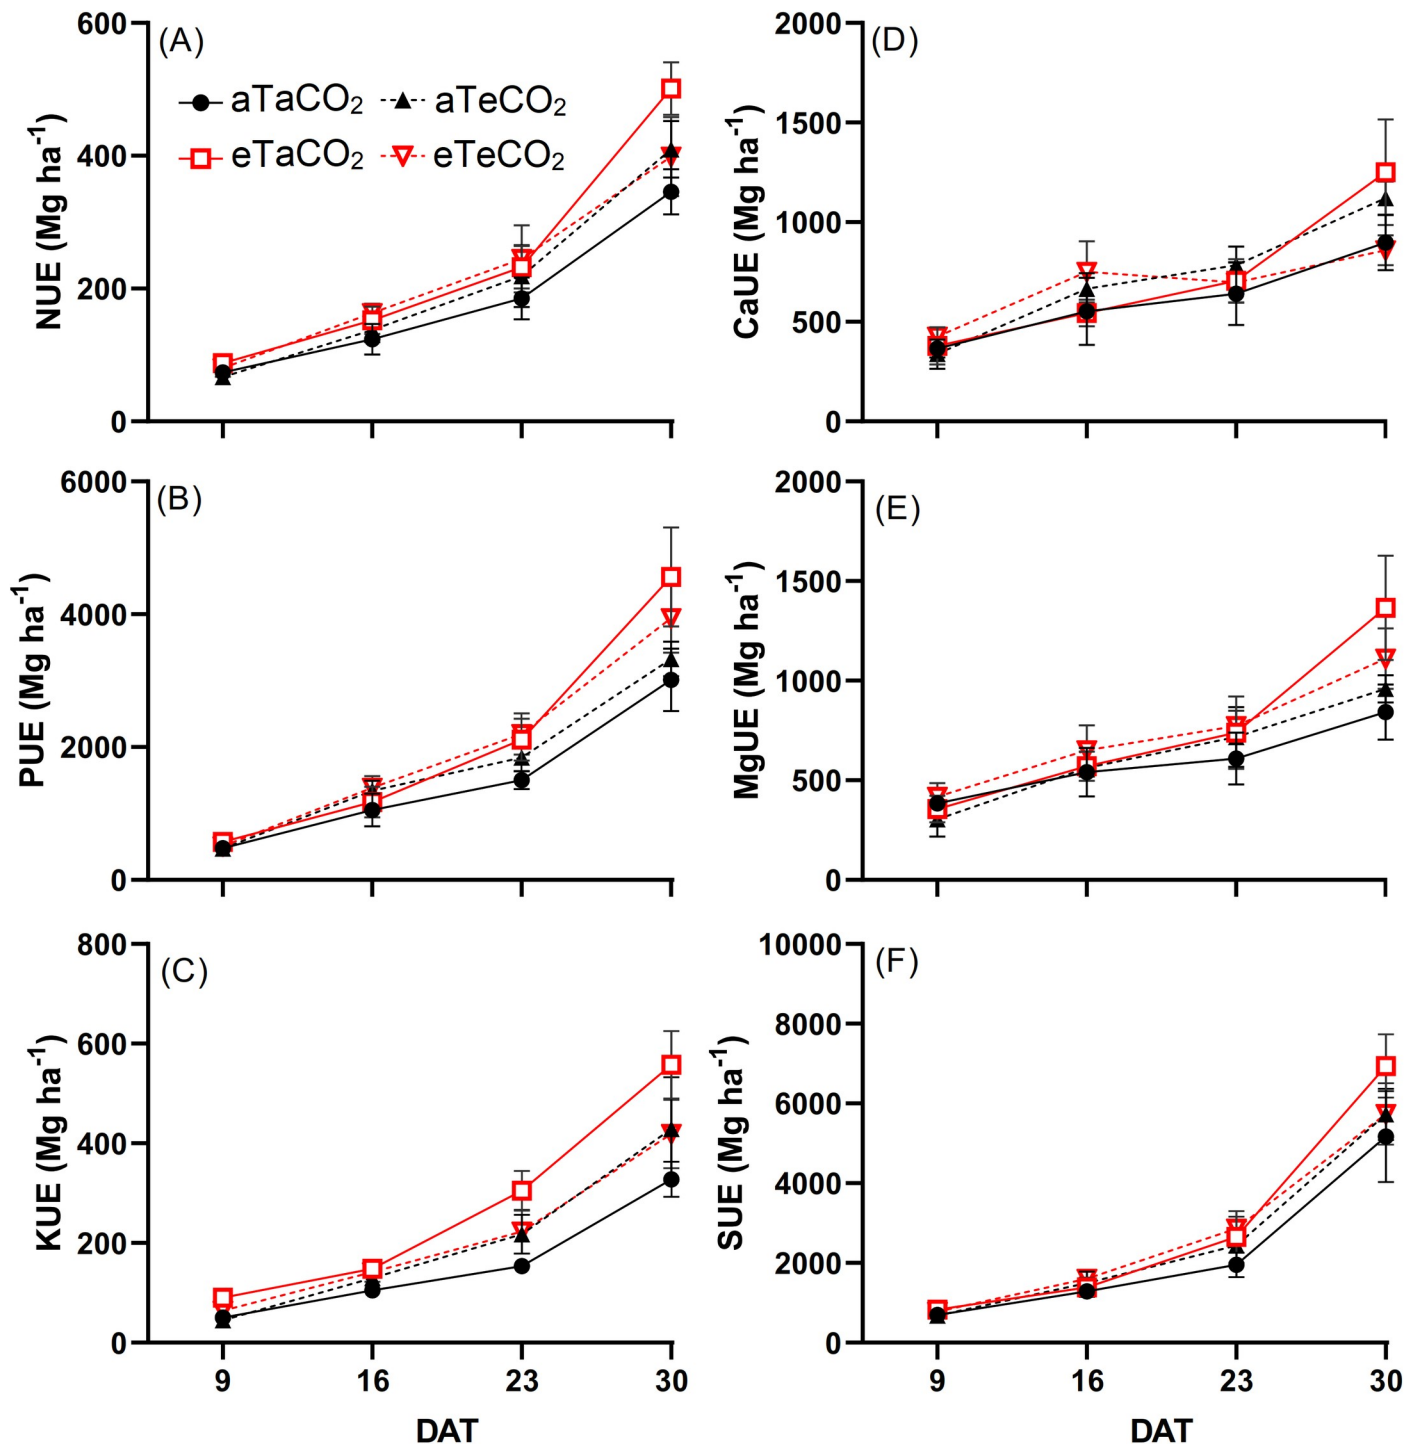 (A)
600
400
200
0
NUE (Mg ha⁻¹)
aTaCO₂
aTeCO₂
eTaCO₂
eTeCO₂
(D)
2000
1500
1000
500
0
CaUE (Mg ha⁻¹)
(B)
6000
4000
2000
0
PUE (Mg ha⁻¹)
(E)
2000
1500
1000
500
0
MgUE (Mg ha⁻¹)
(C)
800
600
400
200
0
KUE (Mg ha⁻¹)
9 16 23 30
DAT
(F)
10000
8000
6000
4000
2000
0
SUE (Mg ha⁻¹)
9 16 23 30
DAT